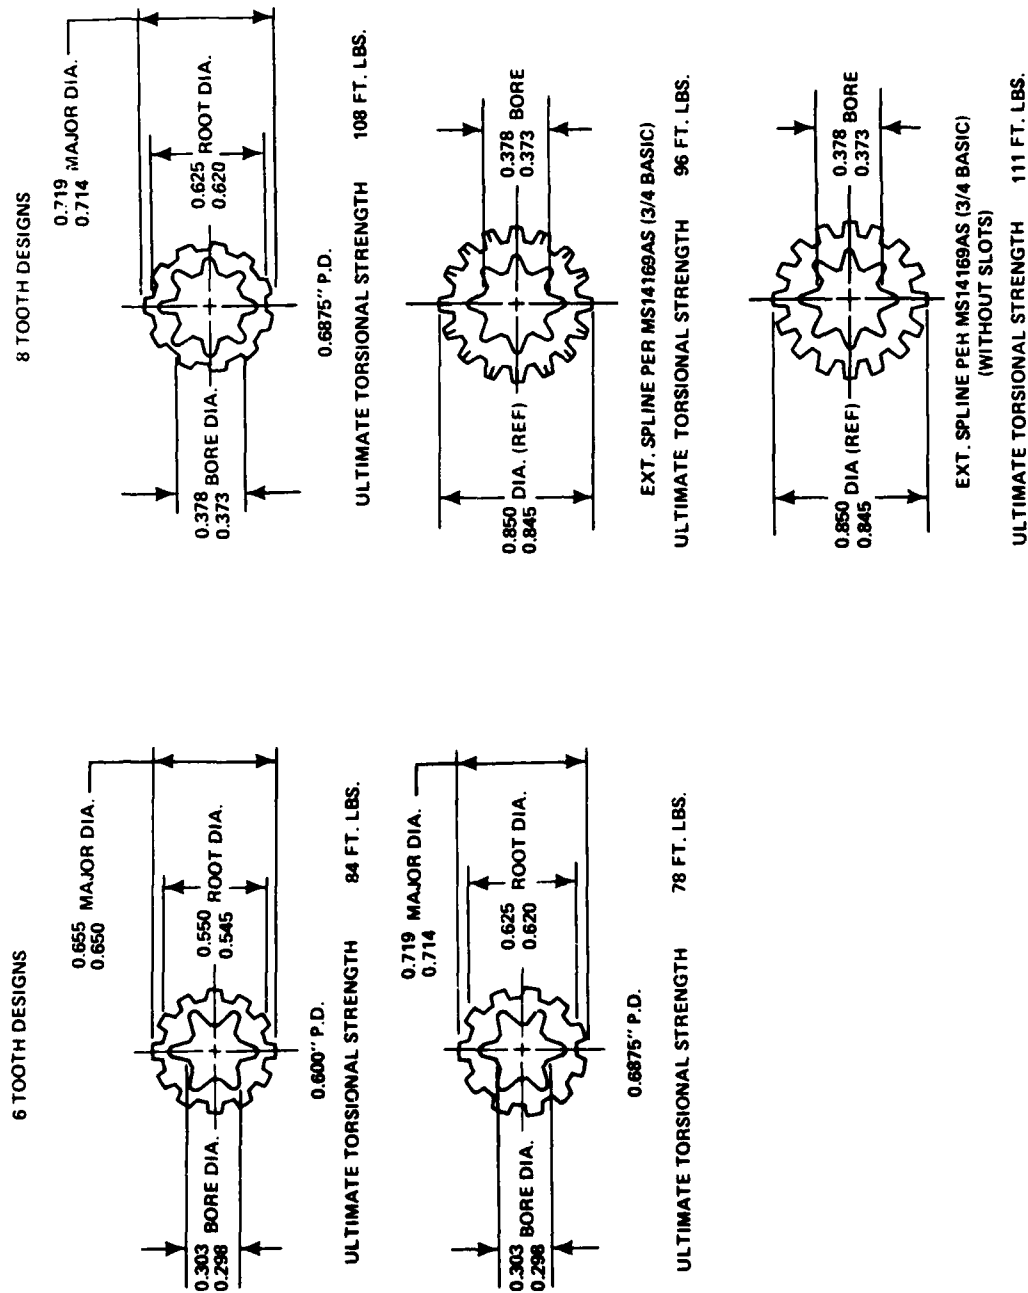 6 TOOTH DESIGNS
0.655
0.650 MAJOR DIA.
0.550
0.545 ROOT DIA.
0.303
0.298 BORE DIA.
0.600" P.D.
ULTIMATE TORSIONAL STRENGTH 84 FT. LBS.
0.719
0.714 MAJOR DIA.
0.625
0.620 ROOT DIA.
0.303
0.298 BORE DIA.
0.6875" P.D.
ULTIMATE TORSIONAL STRENGTH 78 FT. LBS.
8 TOOTH DESIGNS
0.719
0.714 MAJOR DIA.
0.625
0.620 ROOT DIA.
0.378
0.373 BORE DIA.
0.6875" P.D.
ULTIMATE TORSIONAL STRENGTH 108 FT. LBS.
0.850
0.845 DIA. (REF)
0.378
0.373 BORE
EXT. SPLINE PER MS14169AS (3/4 BASIC)
ULTIMATE TORSIONAL STRENGTH 96 FT. LBS.
0.850
0.845 DIA (REF)
0.378
0.373 BORE
EXT. SPLINE PEH MS14169AS (3/4 BASIC)
(WITHOUT SLOTS)
ULTIMATE TORSIONAL STRENGTH 111 FT. LBS.